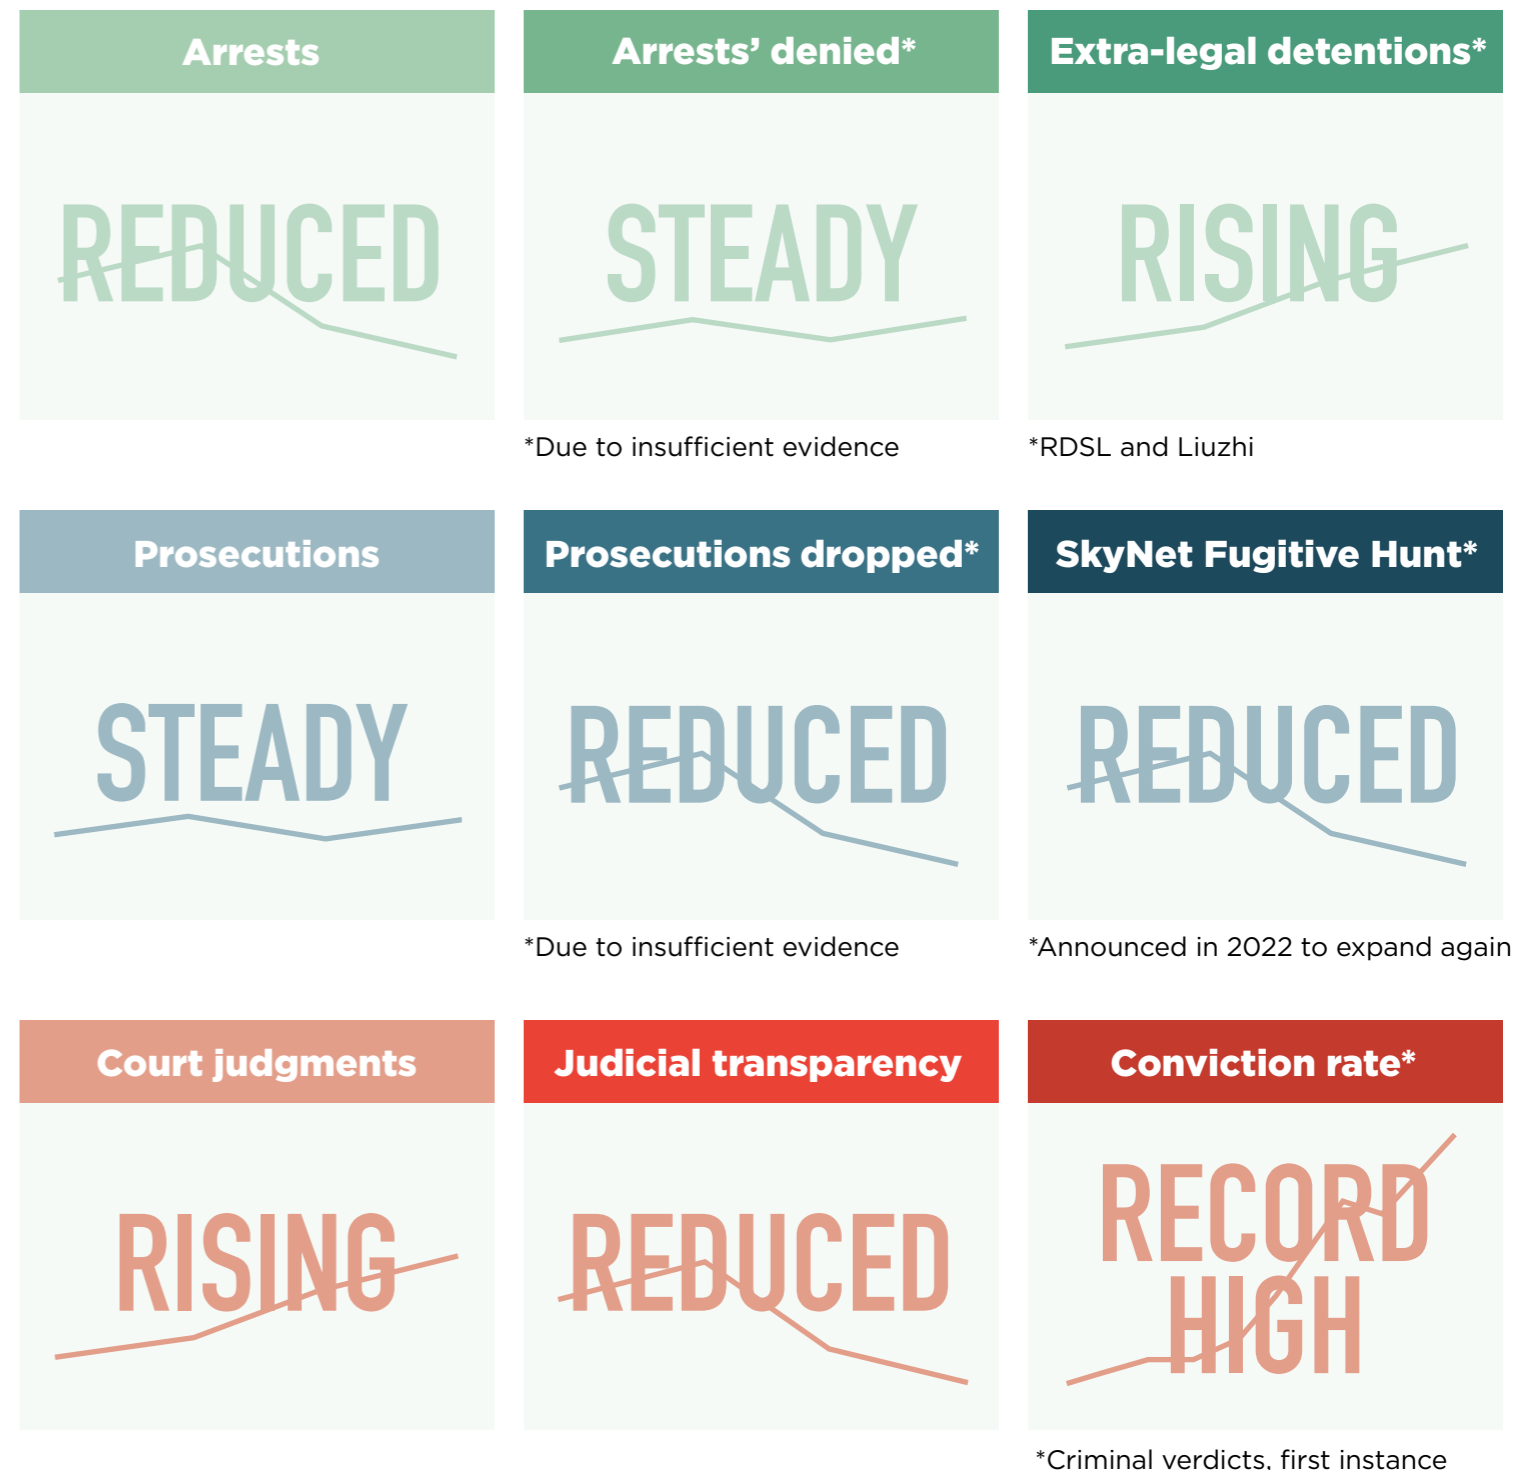 Arrests
Arrests’ denied*
Extra-legal detentions*
REDUCED
STEADY
RISING
*Due to insufficient evidence
*RDSL and Liuzhi
Prosecutions
Prosecutions dropped*
SkyNet Fugitive Hunt*
STEADY
REDUCED
REDUCED
*Due to insufficient evidence
*Announced in 2022 to expand again
Court judgments
Judicial transparency
Conviction rate*
RISING
REDUCED
RECORD
HIGH
*Criminal verdicts, first instance